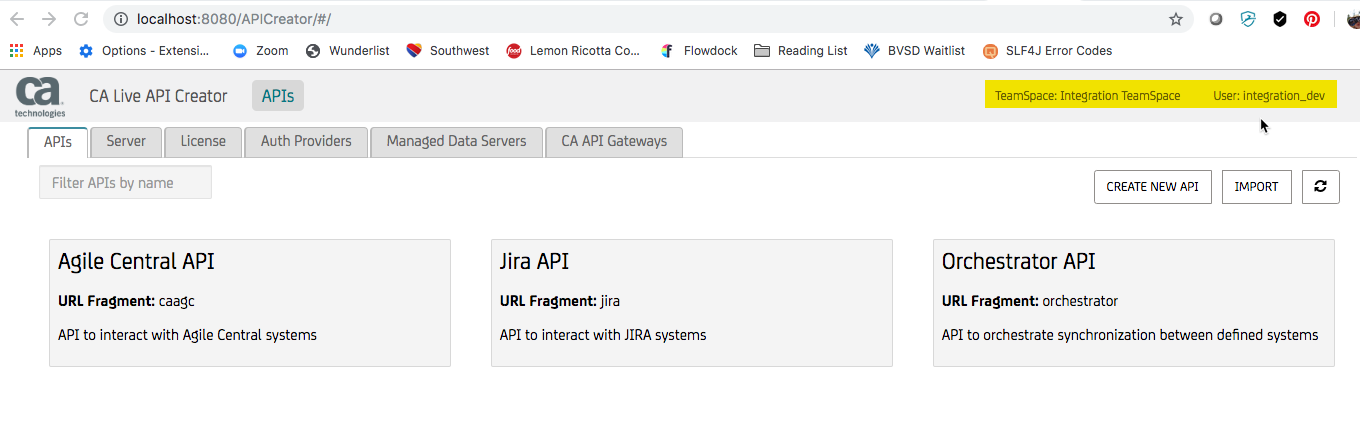 localhost:8080/APICreator/#/
Apps Options - Extensi... Zoom Wunderlist Southwest food Lemon Ricotta Co... Flowdock Reading List BVSD Waitlist SLF4J Error Codes
ca technologies CA Live API Creator APIs TeamSpace: Integration TeamSpace User: integration_dev
APIs Server License Auth Providers Managed Data Servers CA API Gateways
Filter APIs by name CREATE NEW API IMPORT
Agile Central API
URL Fragment: caagc
API to interact with Agile Central systems
Jira API
URL Fragment: jira
API to interact with JIRA systems
Orchestrator API
URL Fragment: orchestrator
API to orchestrate synchronization between defined systems